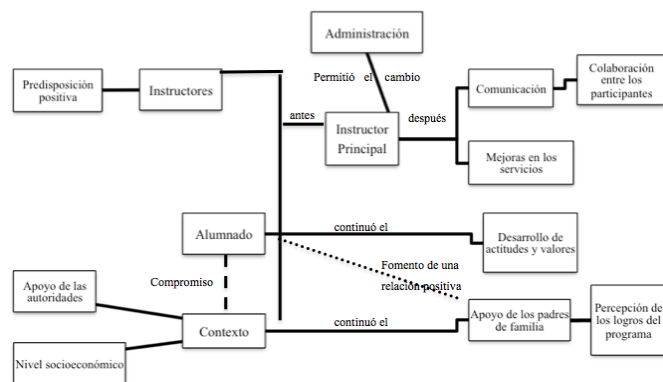 Administración
Permitió el cambio
Predisposición
positiva
Instructores
antes
Instructor
Principal
después
Comunicación
Colaboración
entre los
participantes
Mejoras en los
servicios
Alumnado
continuó el
Desarrollo de
actitudes y valores
Compromiso
Fomento de una
relación positiva
Apoyo de las
autoridades
Contexto
continuó el
Apoyo de los padres
de familia
Percepción de
los logros del
programa
Nivel socioeconómico